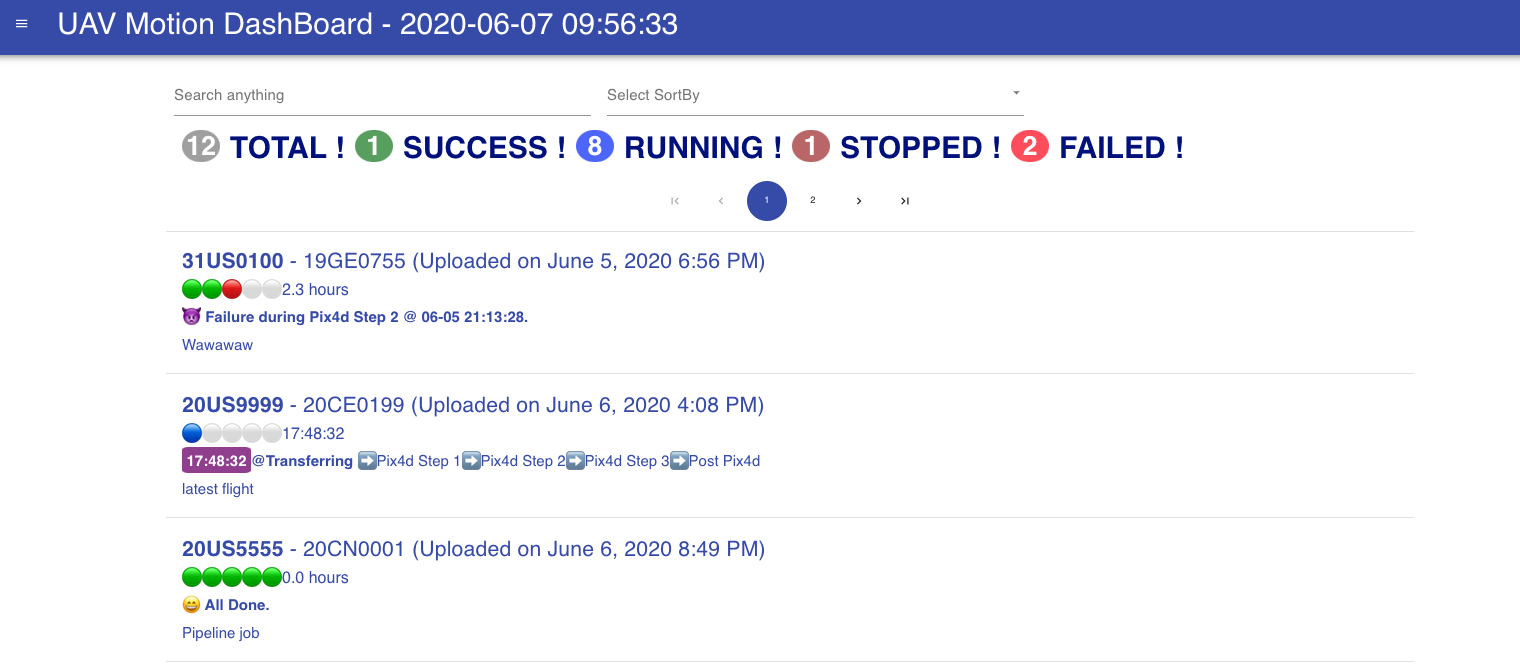 UAV Motion DashBoard - 2020-06-07 09:56:33
Search anything Select SortBy
12 TOTAL ! 1 SUCCESS ! 8 RUNNING ! 1 STOPPED ! 2 FAILED !
1 2
31US0100 - 19GE0755 (Uploaded on June 5, 2020 6:56 PM)
2.3 hours
👿 Failure during Pix4d Step 2 @ 06-05 21:13:28.
Wawawaw
20US9999 - 20CE0199 (Uploaded on June 6, 2020 4:08 PM)
17:48:32
17:48:32@Transferring ➡️Pix4d Step 1➡️Pix4d Step 2➡️Pix4d Step 3➡️Post Pix4d
latest flight
20US5555 - 20CN0001 (Uploaded on June 6, 2020 8:49 PM)
0.0 hours
😄 All Done.
Pipeline job